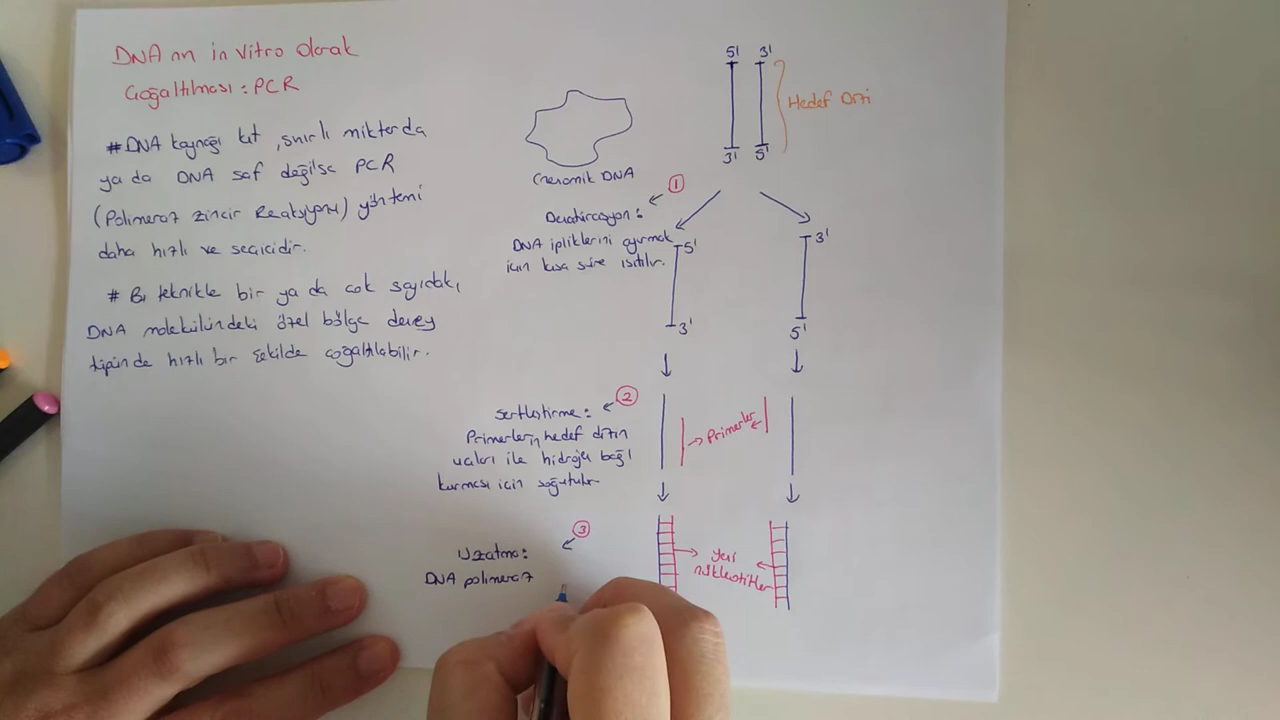 DNA nın in vitro olarak
Çoğaltılması : PCR
# DNA kaynağı kıt, sınırlı miktarda
ya da DNA saf değilse PCR
(Polimeraz zincir Reaksiyonu) yöntemi
daha hızlı ve seçicidir.
# Bu teknikle bir ya da çok sayıdaki
DNA molekülündeki özel bölge deney
tüpünde hızlı bir şekilde çoğaltılabilir.
5' 3'
Hedef Dizi
3' 5'
Genomik DNA
1
Denatürasyon :
DNA ipliklerini ayırmak
için kısa süre ısıtılır.
5' 3'
3' 5'
2
Sertleştirme :
Primerlerin hedef dizin
uçları ile hidrojen bağı
kurması için soğutulur
Primerler
3
Uzatma :
DNA polimeraz
yeni
nükleotitler